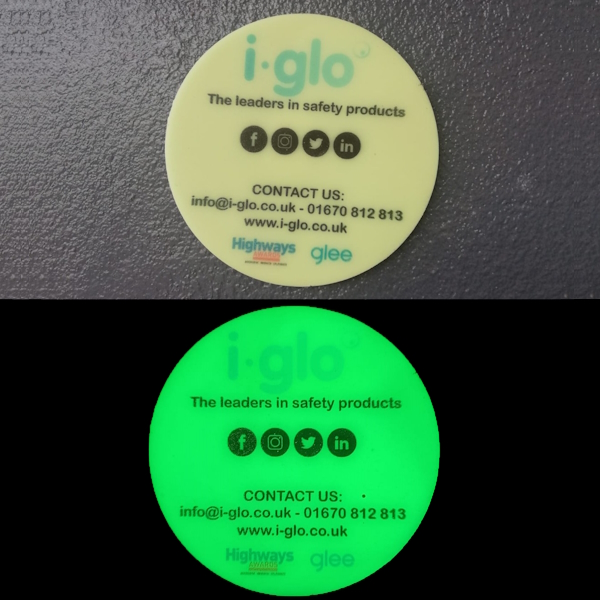 i·glo
The leaders in safety products
CONTACT US:
info@i-glo.co.uk - 01670 812 813
www.i-glo.co.uk
Highways
glee
i·glo
The leaders in safety products
CONTACT US:
info@i-glo.co.uk - 01670 812 813
www.i-glo.co.uk
Highways
glee